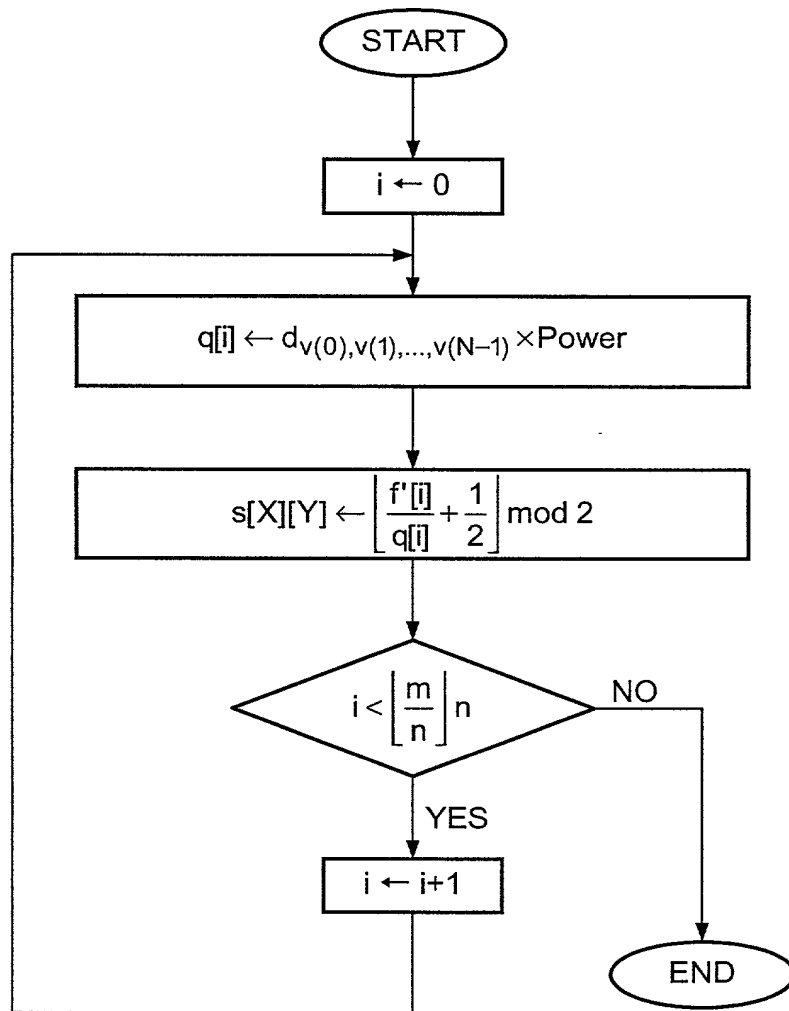 START
i ← 0
q[i] ← d_{v(0),v(1),...,v(N−1)} ×Power
s[X][Y] ← ⌊f'[i]/q[i] + 1/2⌋ mod 2
i < ⌊m/n⌋ n
NO
YES
i ← i+1
END